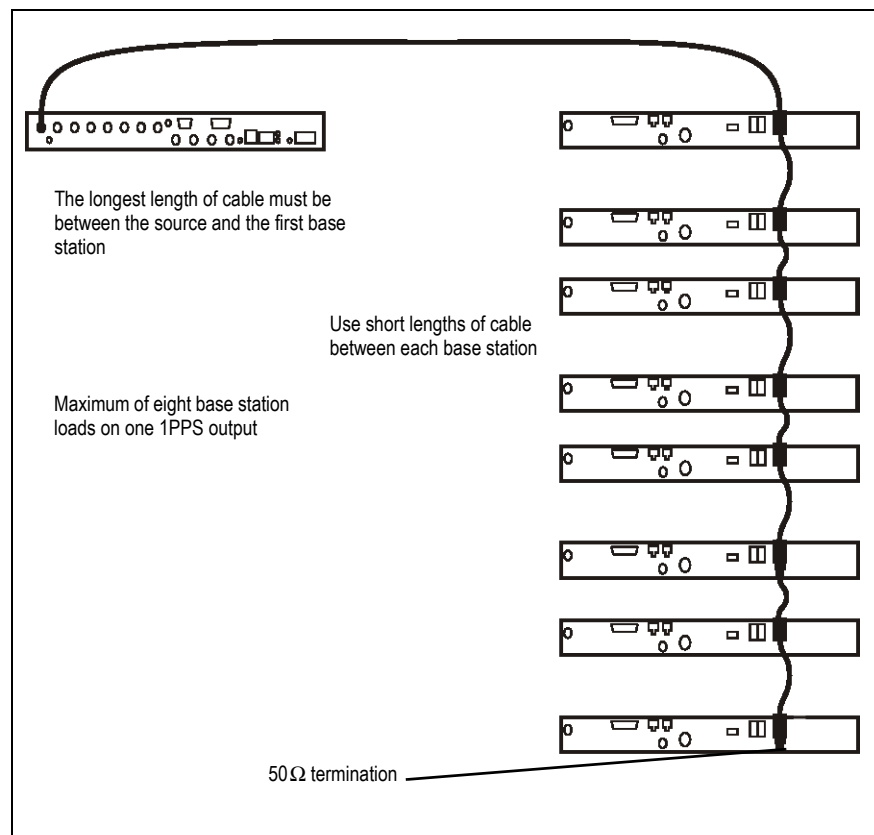 The longest length of cable must be
between the source and the first base
station
Use short lengths of cable
between each base station
Maximum of eight base station
loads on one 1PPS output
50Ω termination